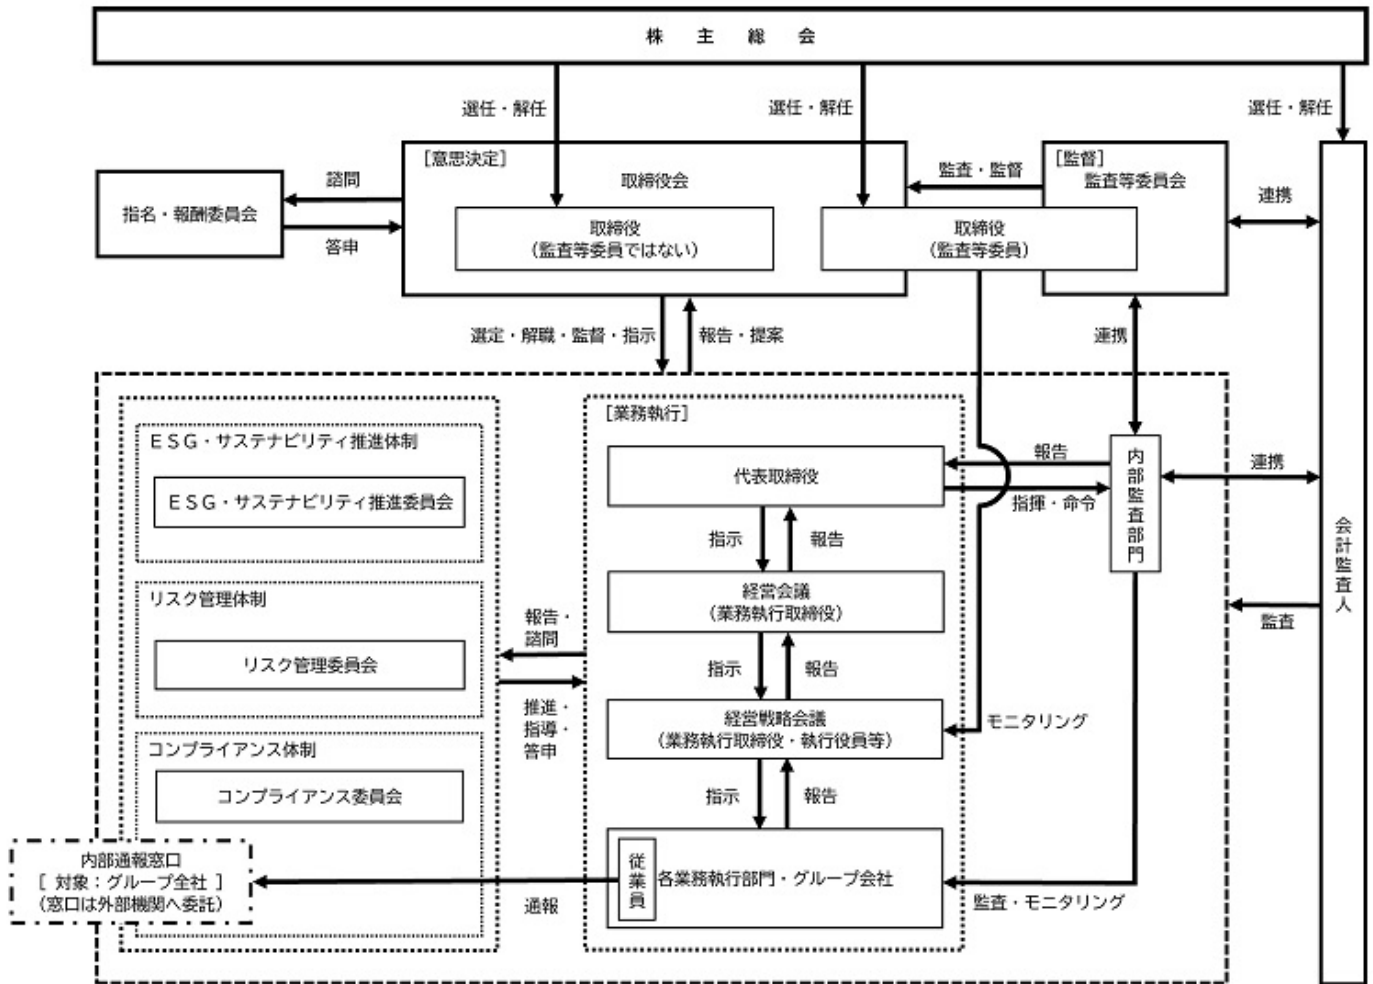 株主総会
選任・解任
選任・解任
選任・解任
[意思決定]
取締役会
取締役
(監査等委員ではない)
取締役
(監査等委員)
監査・監督
[監督]
監査等委員会
連携
諮問
指名・報酬委員会
答申
選定・解職・監督・指示
報告・提案
連携
ESG・サステナビリティ推進体制
ESG・サステナビリティ推進委員会
リスク管理体制
リスク管理委員会
コンプライアンス体制
コンプライアンス委員会
内部通報窓口
[ 対象:グループ全社 ]
(窓口は外部機関へ委託)
報告・
諮問
推進・
指導・
答申
通報
[業務執行]
代表取締役
指示
報告
経営会議
(業務執行取締役)
指示
報告
経営戦略会議
(業務執行取締役・執行役員等)
指示
報告
従業員
各業務執行部門・グループ会社
報告
指揮・命令
内部監査部門
モニタリング
監査・モニタリング
連携
監査
会計監査人